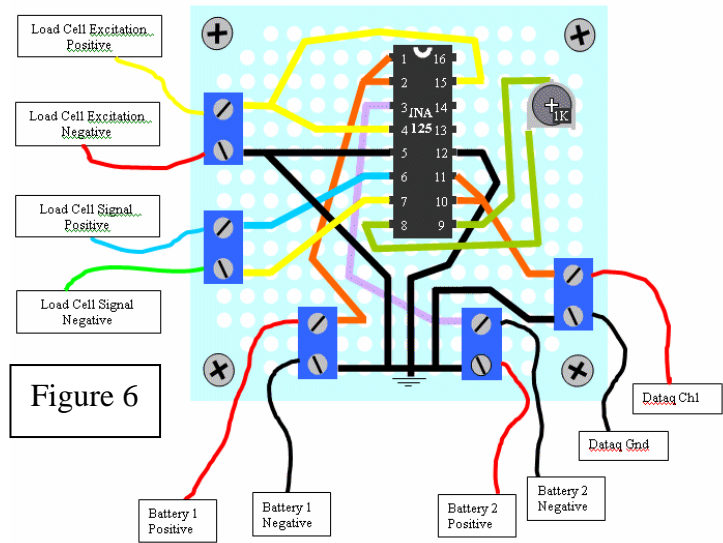 Load Cell Excitation
Positive
Load Cell Excitation
Negative
Load Cell Signal
Positive
Load Cell Signal
Negative
Figure 6
1
2
3
4
5
6
7
8
16
15
14
13
12
11
10
9
INA
125
1K
Battery 1
Positive
Battery 1
Negative
Battery 2
Positive
Battery 2
Negative
Dataq Gnd
Dataq Ch1